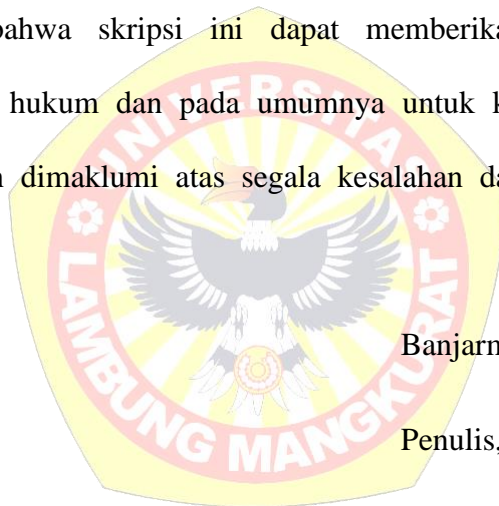 bahwa skripsi ini dapat memberika
hukum dan pada umumnya untuk k
dimaklumi atas segala kesalahan da
Banjarm
Penulis,
UNIVERSITAS
LAMBUNG MANGKURAT